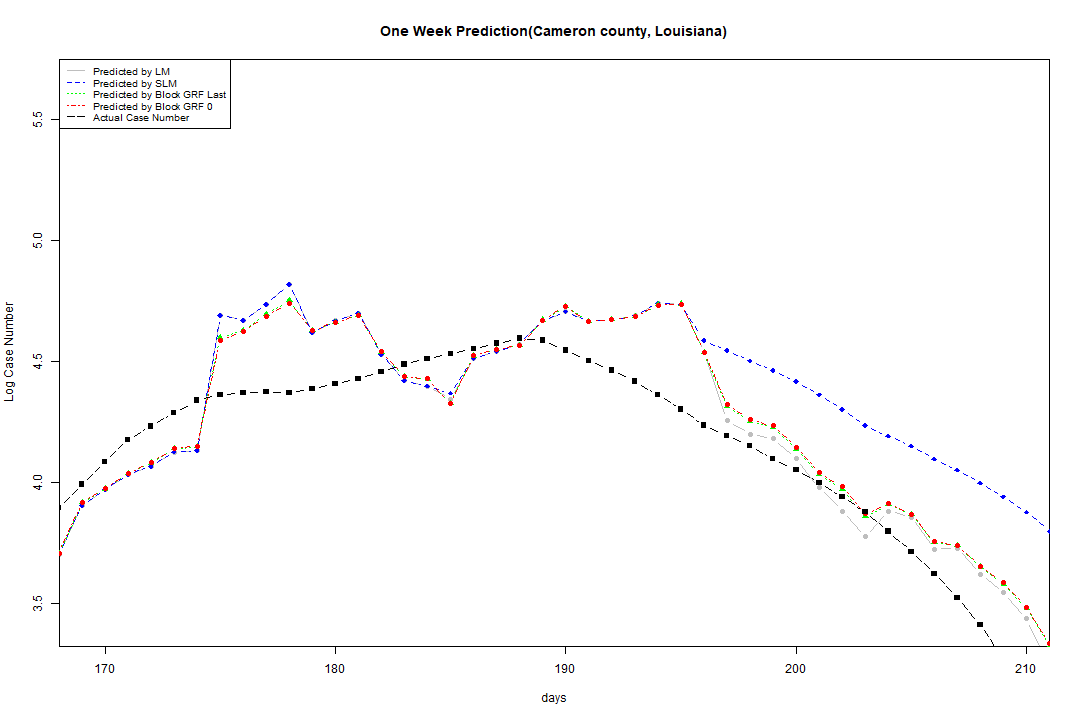 One Week Prediction(Cameron county, Louisiana)
Predicted by LM
Predicted by SLM
Predicted by Block GRF Last
Predicted by Block GRF 0
Actual Case Number
5.5
5.0
4.5
4.0
3.5
Log Case Number
170 180 190 200 210
days